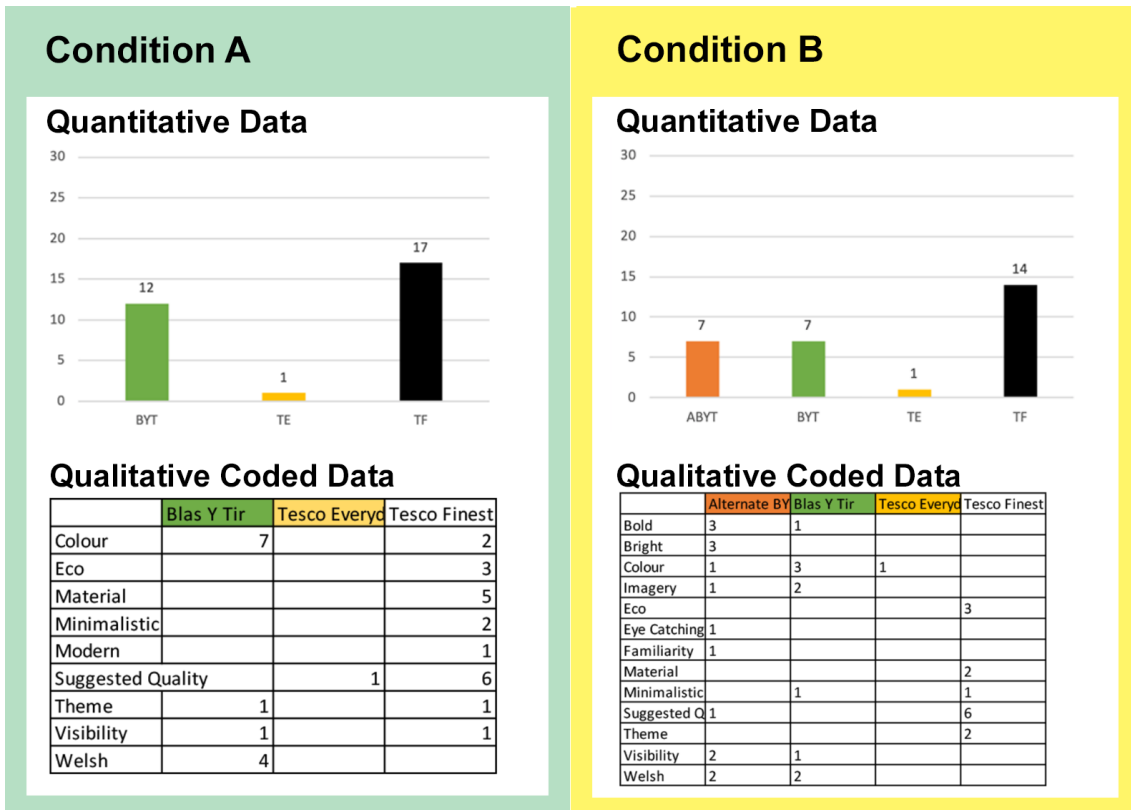 Condition A
Quantitative Data
30
25
20
15
10
5
0
12
1
17
BYT TE TF
Qualitative Coded Data
Blas Y Tir Tesco Everyd Tesco Finest
Colour 7 2
Eco 3
Material 5
Minimalistic 2
Modern 1
Suggested Quality 1 6
Theme 1 1
Visibility 1 1
Welsh 4
Condition B
Quantitative Data
30
25
20
15
10
5
0
7
7
1
14
ABYT BYT TE TF
Qualitative Coded Data
Alternate BY Blas Y Tir Tesco Everyd Tesco Finest
Bold 3 1
Bright 3
Colour 1 3 1
Imagery 1 2
Eco 3
Eye Catching 1
Familiarity 1
Material 2
Minimalistic 1 1
Suggested Q 1 6
Theme 2
Visibility 2 1
Welsh 2 2